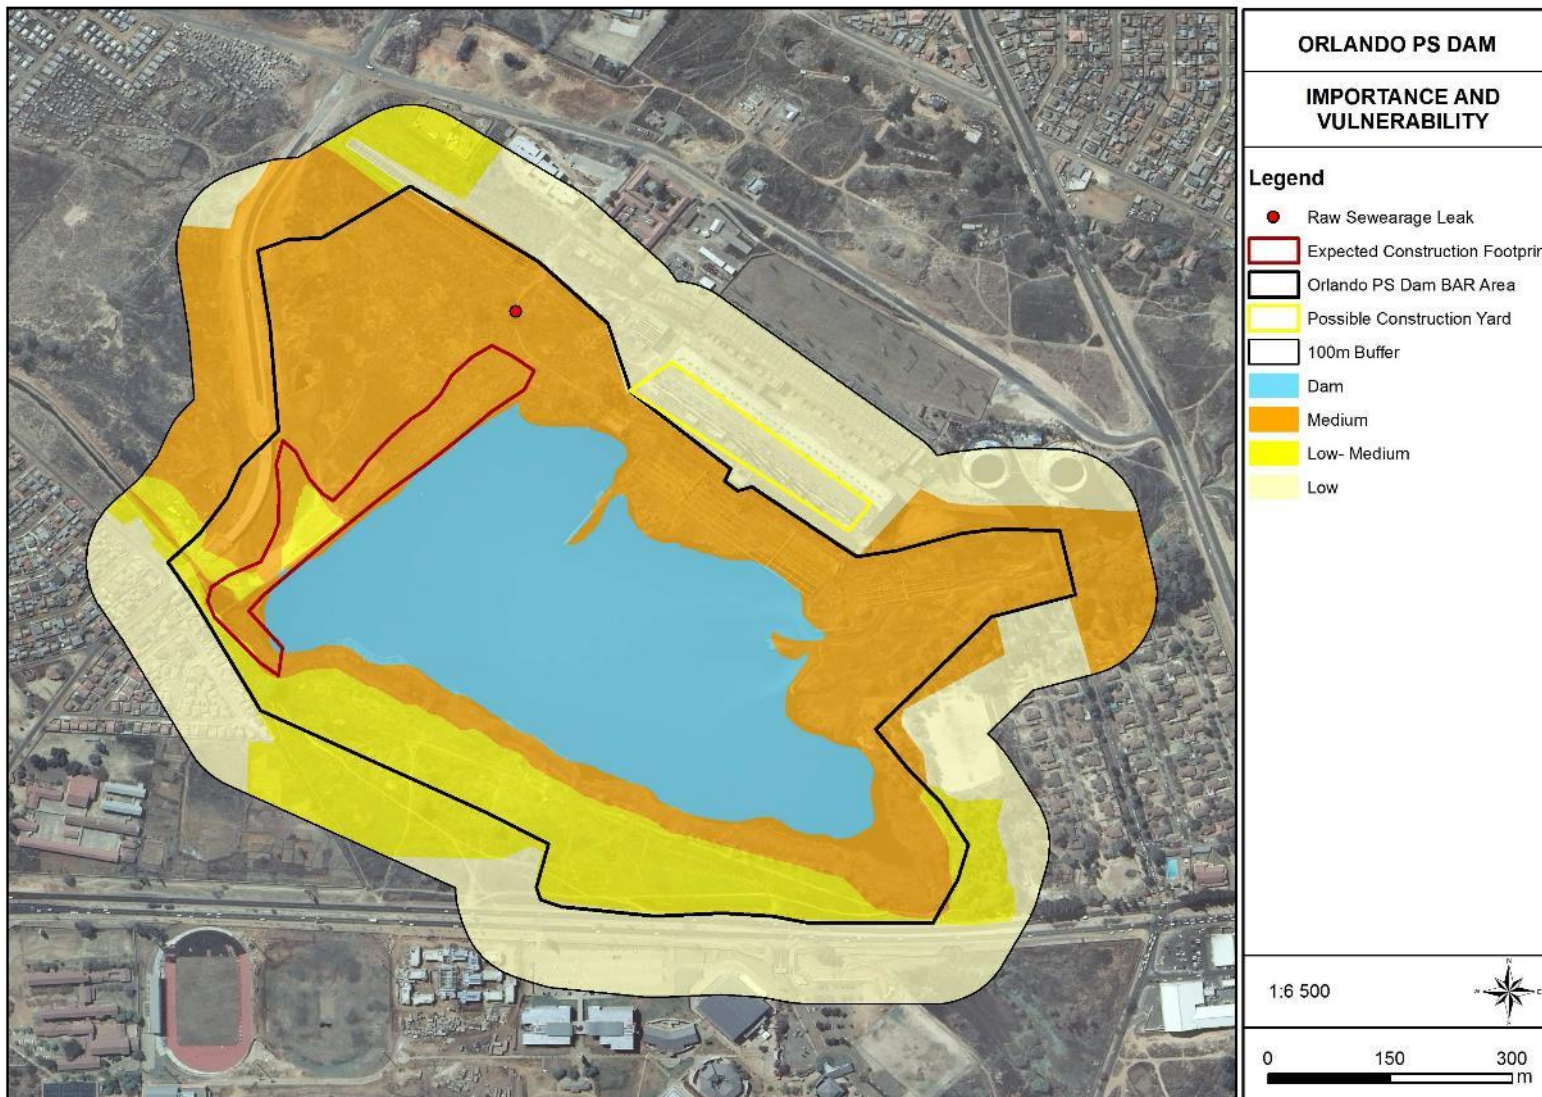 ORLANDO PS DAM
IMPORTANCE AND
VULNERABILITY
Legend
Raw Sewearage Leak
Expected Construction Footprin
Orlando PS Dam BAR Area
Possible Construction Yard
100m Buffer
Dam
Medium
Low- Medium
Low
1:6 500
N
W E
S
0 150 300
m